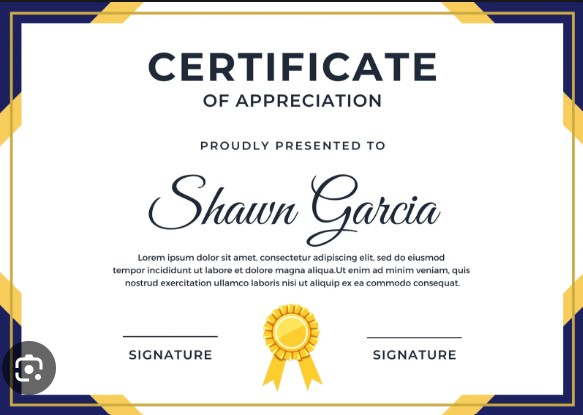 CERTIFICATE
OF APPRECIATION
PROUDLY PRESENTED TO
Shawn Garcia
Lorem ipsum dolor sit amet, consectetur adipiscing elit, sed do eiusmod
tempor incididunt ut labore et dolore magna aliqua.Ut enim ad minim veniam, quis
nostrud exercitation ullamco laboris nisi ut aliquip ex ea commodo consequat.
SIGNATURE
SIGNATURE